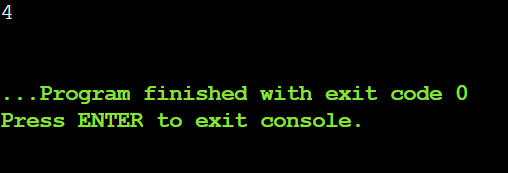 4
...Program finished with exit code 0
Press ENTER to exit console.